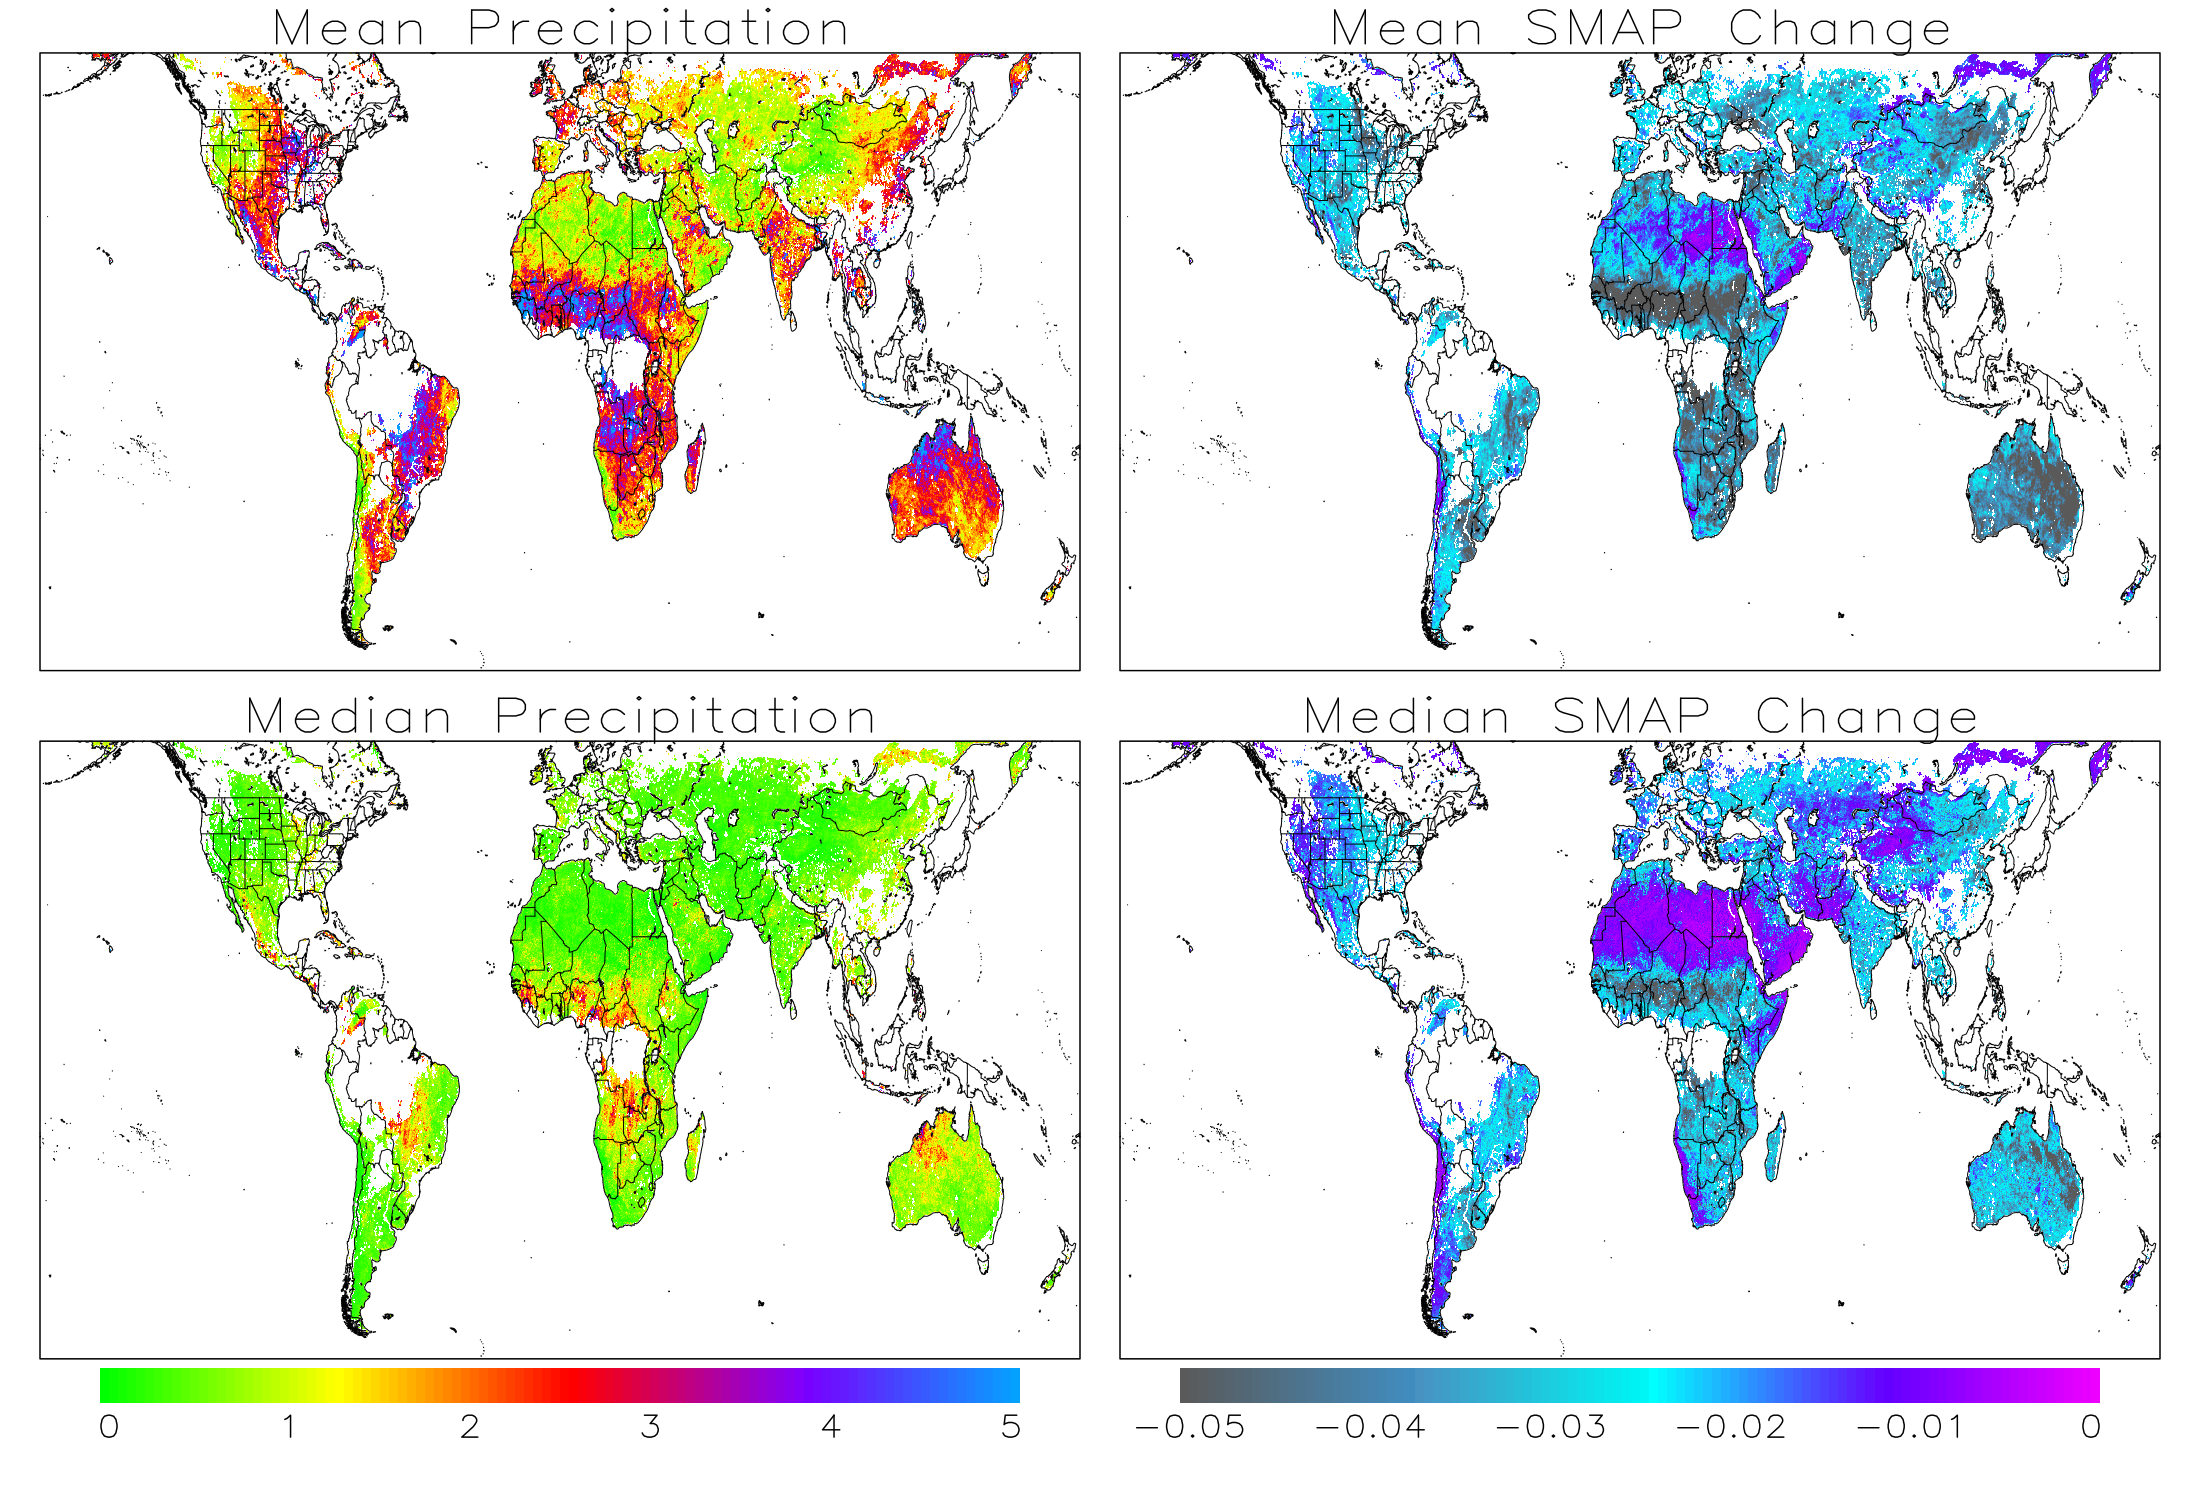 Mean Precipitation
Mean SMAP Change
Median Precipitation
Median SMAP Change
0 1 2 3 4 5
−0.05 −0.04 −0.03 −0.02 −0.01 0